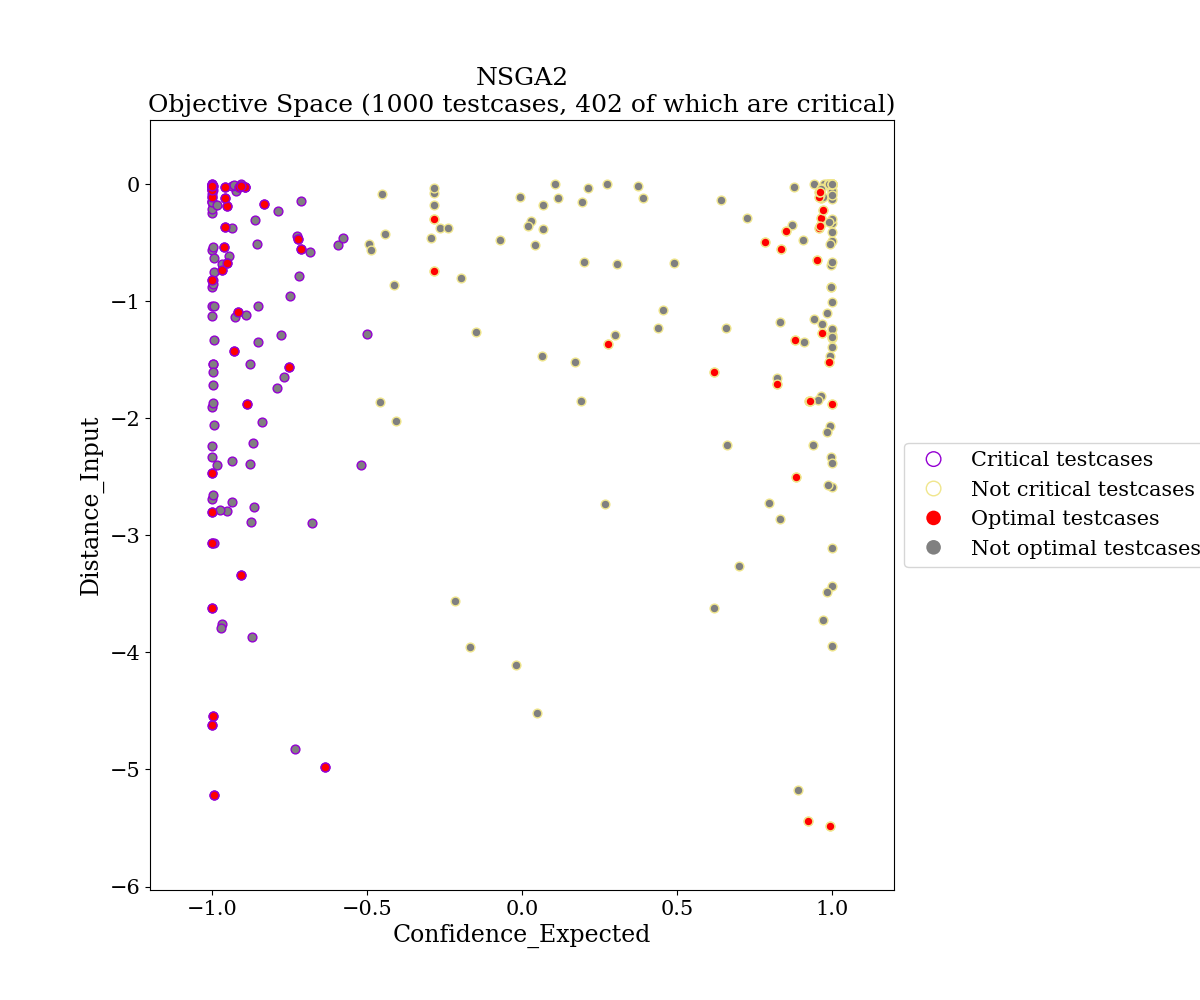 NSGA2
Objective Space (1000 testcases, 402 of which are critical)
0
−1
−2
−3
−4
−5
−6
Distance_Input
−1.0
−0.5
0.0
0.5
1.0
Confidence_Expected
Critical testcases
Not critical testcases
Optimal testcases
Not optimal testcases